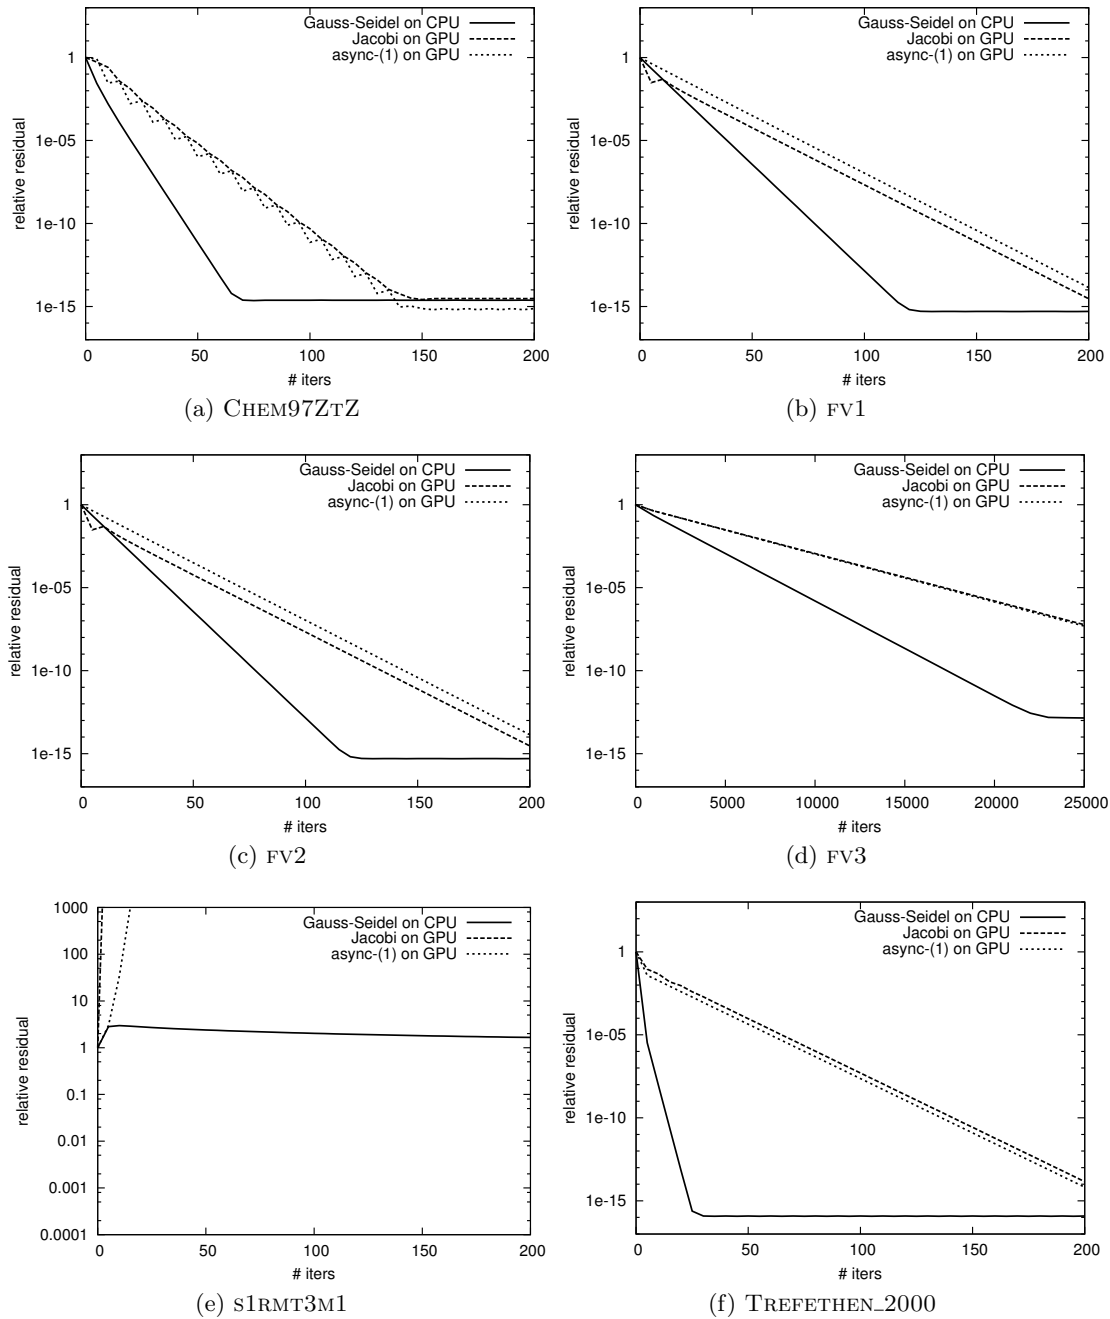 Gauss-Seidel on CPU
Jacobi on GPU
async-(1) on GPU
1
1e-05
1e-10
1e-15
relative residual
0 50 100 150 200
# iters
(a) CHEM97ZTZ
Gauss-Seidel on CPU
Jacobi on GPU
async-(1) on GPU
1
1e-05
1e-10
1e-15
relative residual
0 50 100 150 200
# iters
(b) FV1
Gauss-Seidel on CPU
Jacobi on GPU
async-(1) on GPU
1
1e-05
1e-10
1e-15
relative residual
0 50 100 150 200
# iters
(c) FV2
Gauss-Seidel on CPU
Jacobi on GPU
async-(1) on GPU
1
1e-05
1e-10
1e-15
relative residual
0 5000 10000 15000 20000 25000
# iters
(d) FV3
Gauss-Seidel on CPU
Jacobi on GPU
async-(1) on GPU
1000
100
10
1
0.1
0.01
0.001
0.0001
relative residual
0 50 100 150 200
# iters
(e) S1RMT3M1
Gauss-Seidel on CPU
Jacobi on GPU
async-(1) on GPU
1
1e-05
1e-10
1e-15
relative residual
0 50 100 150 200
# iters
(f) TREFETHEN_2000